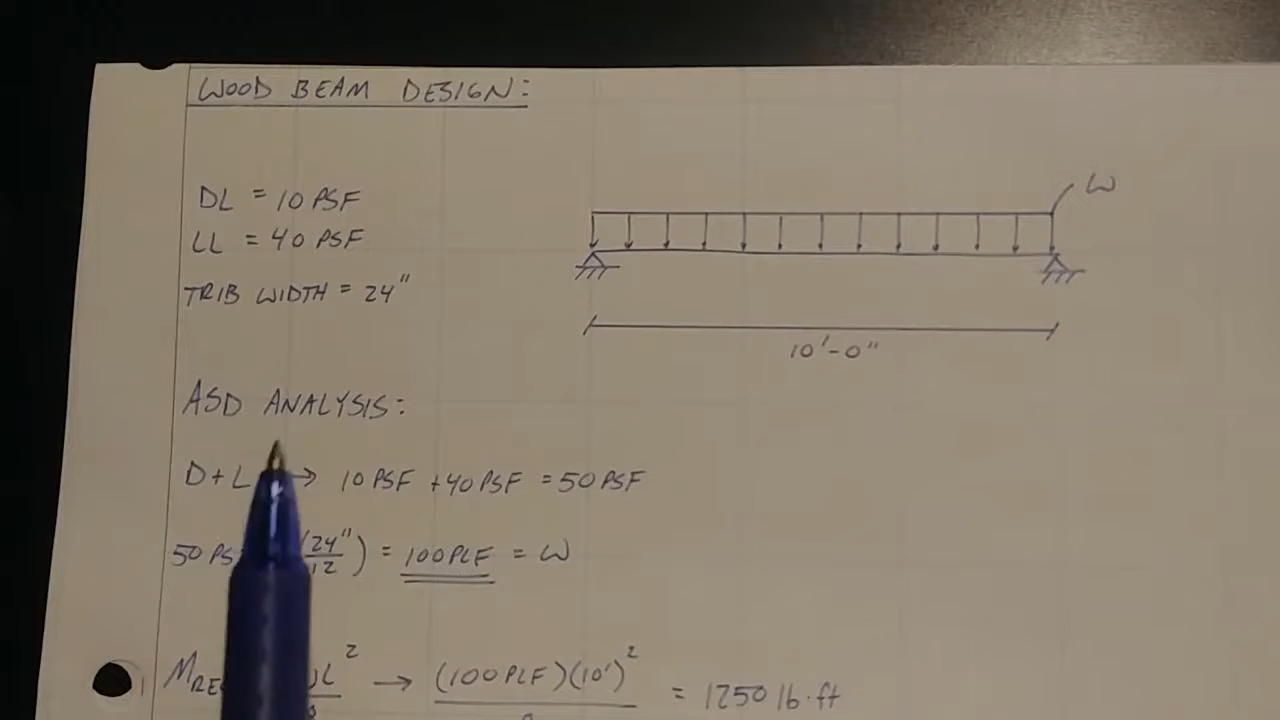 WOOD BEAM DESIGN:
DL = 10 PSF
LL = 40 PSF
TRIB WIDTH = 24"
W
10'-0"
ASD ANALYSIS:
D+L → 10 PSF + 40 PSF = 50 PSF
50 PS (24"/12) = 100 PLF = W
M L² → (100 PLF)(10')² = 1250 lb·ft